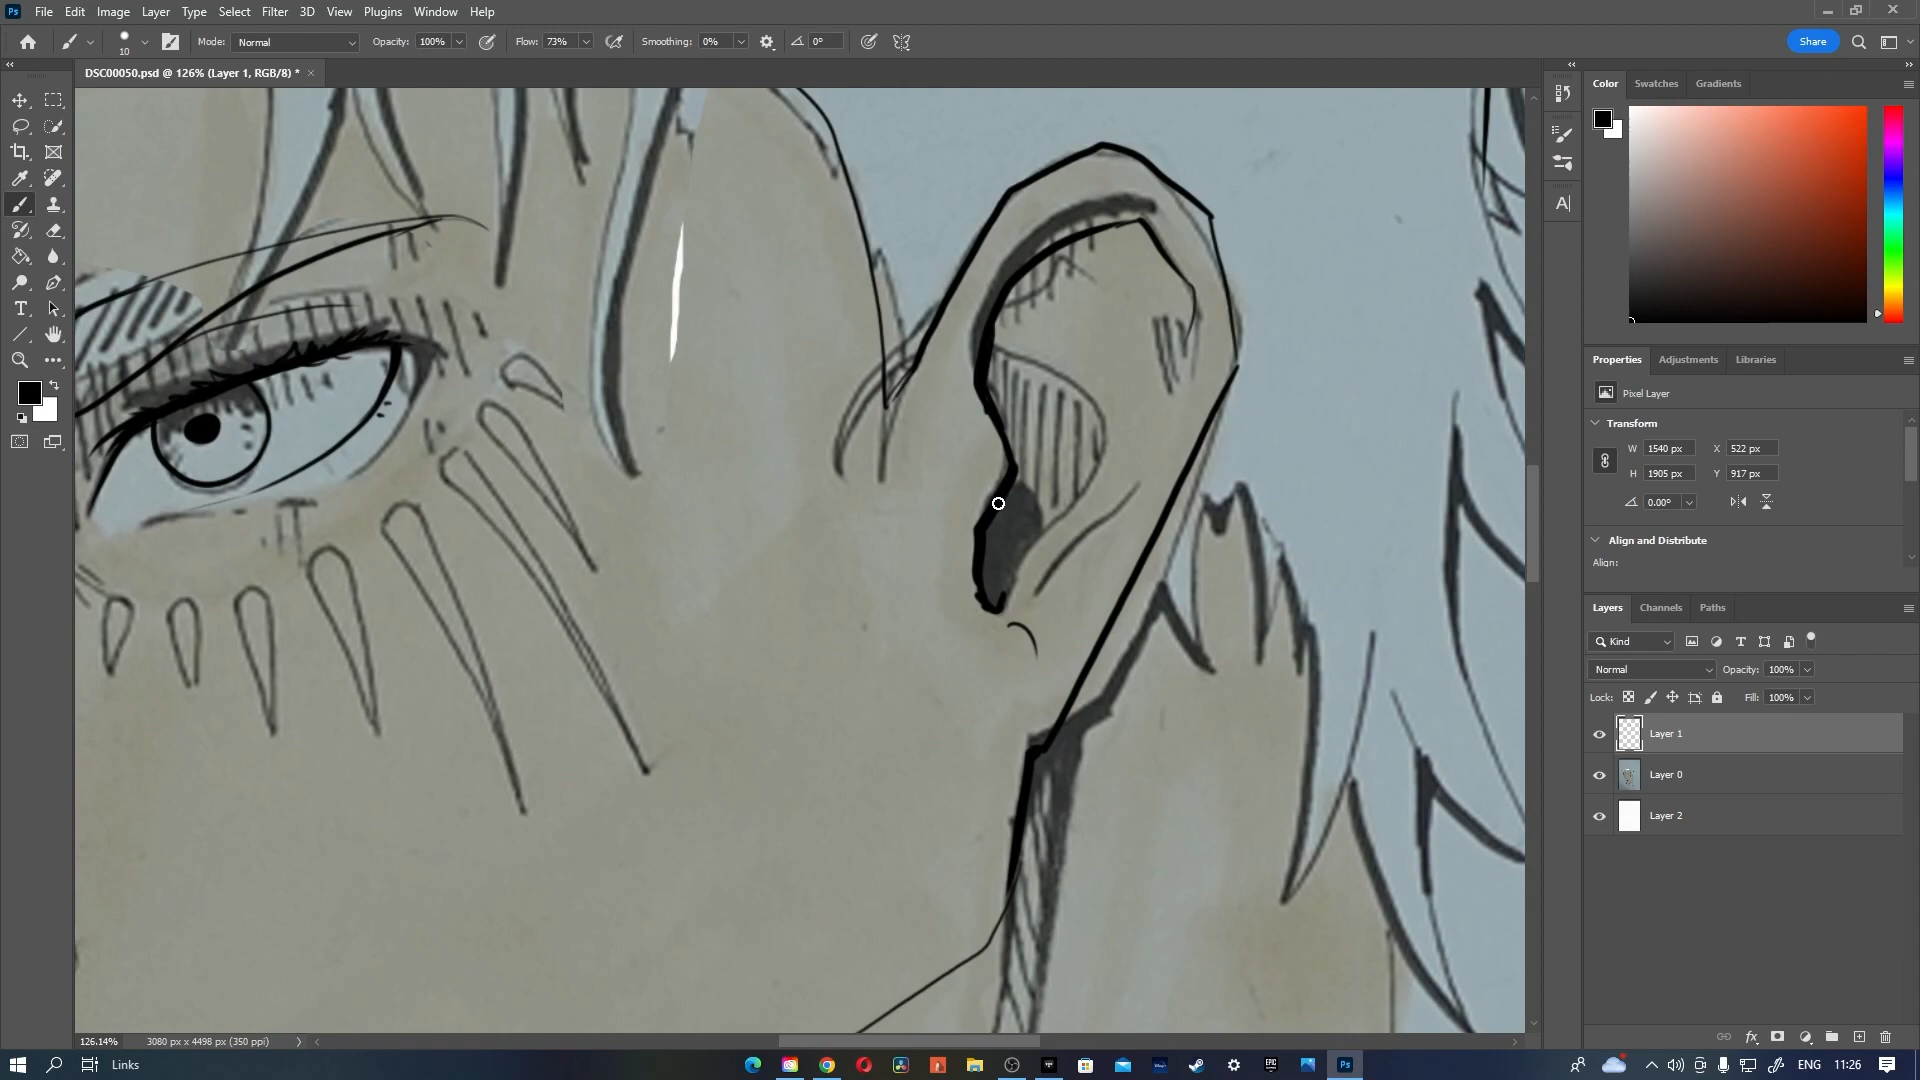 Ps File Edit Image Layer Type Select Filter 3D View Plugins Window Help
10 Mode: Normal Opacity: 100% Flow: 73% Smoothing: 0% 0° Share
DSC00050.psd @ 126% (Layer 1, RGB/8) * ×
Color Swatches Gradients
Properties Adjustments Libraries
Pixel Layer
Transform
W 1540 px X 522 px
H 1905 px Y 917 px
0.00°
Align and Distribute
Align:
Layers Channels Paths
Kind
Normal Opacity: 100%
Lock: Fill: 100%
Layer 1
Layer 0
Layer 2
126.14% 3080 px x 4498 px (350 ppi)
Links Ps ENG 11:26